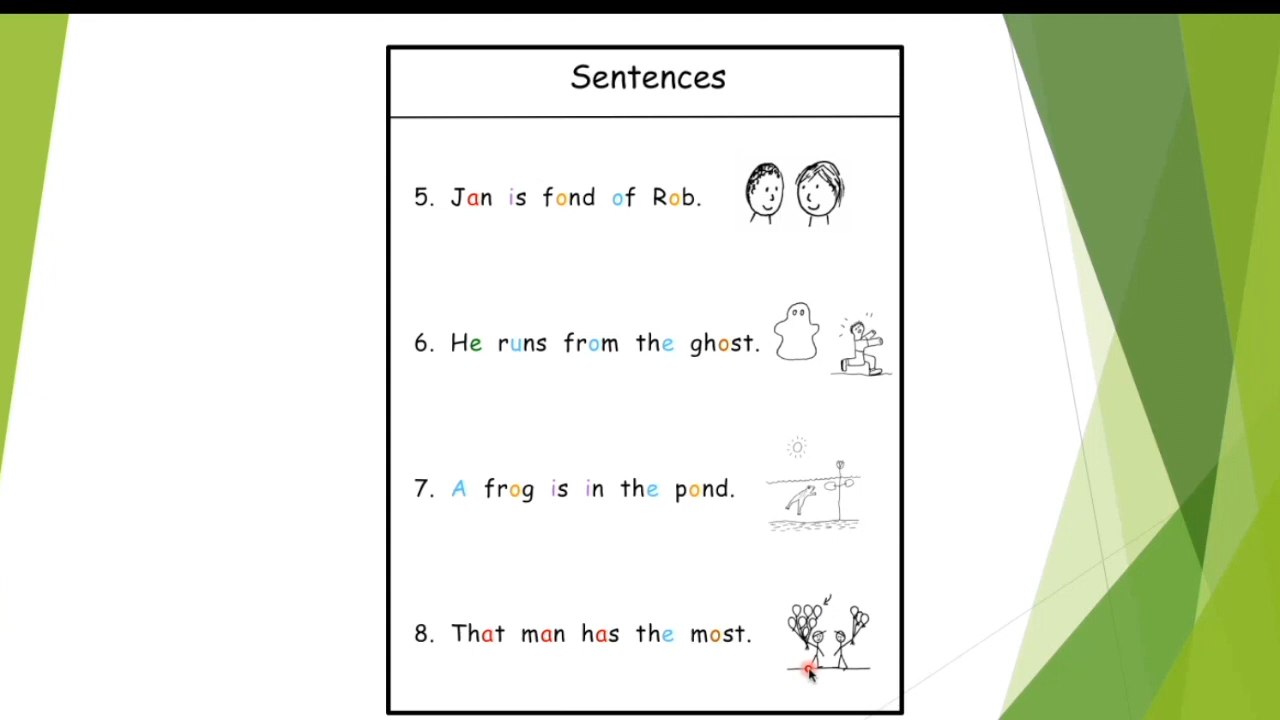 Sentences
5. Jan is fond of Rob.
6. He runs from the ghost.
7. A frog is in the pond.
8. That man has the most.